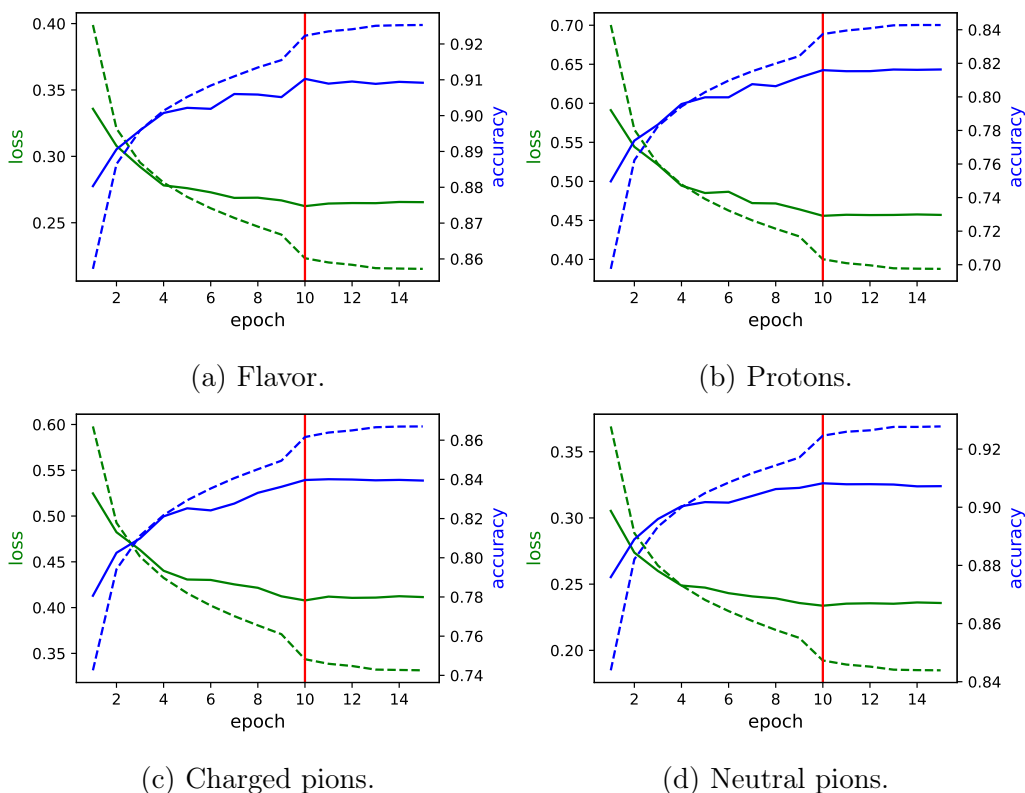 0.40
0.35
0.30
0.25
loss
0.92
0.91
0.90
0.89
0.88
0.87
0.86
accuracy
2 4 6 8 10 12 14
epoch
(a) Flavor.
0.70
0.65
0.60
0.55
0.50
0.45
0.40
loss
0.84
0.82
0.80
0.78
0.76
0.74
0.72
0.70
accuracy
2 4 6 8 10 12 14
epoch
(b) Protons.
0.60
0.55
0.50
0.45
0.40
0.35
loss
0.86
0.84
0.82
0.80
0.78
0.76
0.74
accuracy
2 4 6 8 10 12 14
epoch
(c) Charged pions.
0.35
0.30
0.25
0.20
loss
0.92
0.90
0.88
0.86
0.84
accuracy
2 4 6 8 10 12 14
epoch
(d) Neutral pions.